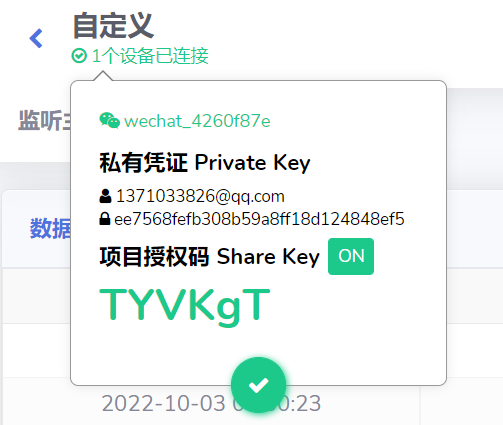 自定义
1个设备已连接
监听
wechat_4260f87e
私有凭证 Private Key
1371033826@qq.com
ee7568fefb308b59a8ff18d124848ef5
数据
项目授权码 Share Key ON
TYVKgT
2022-10-03 0 :23